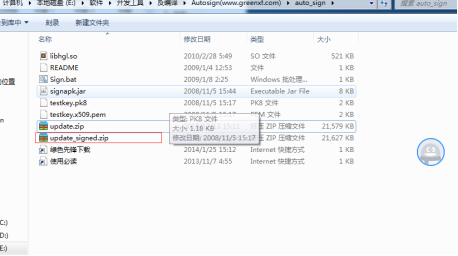 计算机 ▸ 本地磁盘 (E:) ▸ 软件 ▸ 开发工具 ▸ 反编译 ▸ Autosign(www.greenxf.com) ▸ auto_sign ▸
搜索 auto_sign
到库中 刻录 新建文件夹
名称 修改日期 类型 大小
libhgl.so 2010/2/28 5:49 SO 文件 521 KB
README 2009/1/4 12:53 文件 2 KB
Sign.bat 2009/1/8 2:25 Windows 批处理... 1 KB
signapk.jar 2008/11/5 15:44 Executable Jar File 8 KB
testkey.pk8 2008/11/5 15:17 PK8 文件 2 KB
testkey.x509.pem 2008/11/5 15:17 PEM 文件 2 KB
类型: PK8 文件
大小: 1.18 KB
修改日期: 2008/11/5 15:17
update.zip ZIP 压缩文件 21,579 KB
update_signed.zip ZIP 压缩文件 21,627 KB
绿色先锋下载 2014/1/25 15:12 Internet 快捷方式 1 KB
使用必读 2013/11/7 4:55 Internet 快捷方式 1 KB
的位置
C:)
D:)
E:)